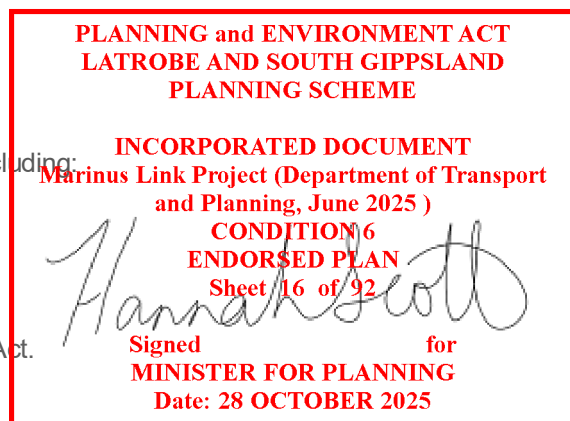 PLANNING and ENVIRONMENT ACT
LATROBE AND SOUTH GIPPSLAND
PLANNING SCHEME
INCORPORATED DOCUMENT
cluding:
Marinus Link Project (Department of Transport
and Planning, June 2025 )
CONDITION 6
ENDORSED PLAN
Sheet 16 of 92
Hannah Scott
Act.
Signed for
MINISTER FOR PLANNING
Date: 28 OCTOBER 2025